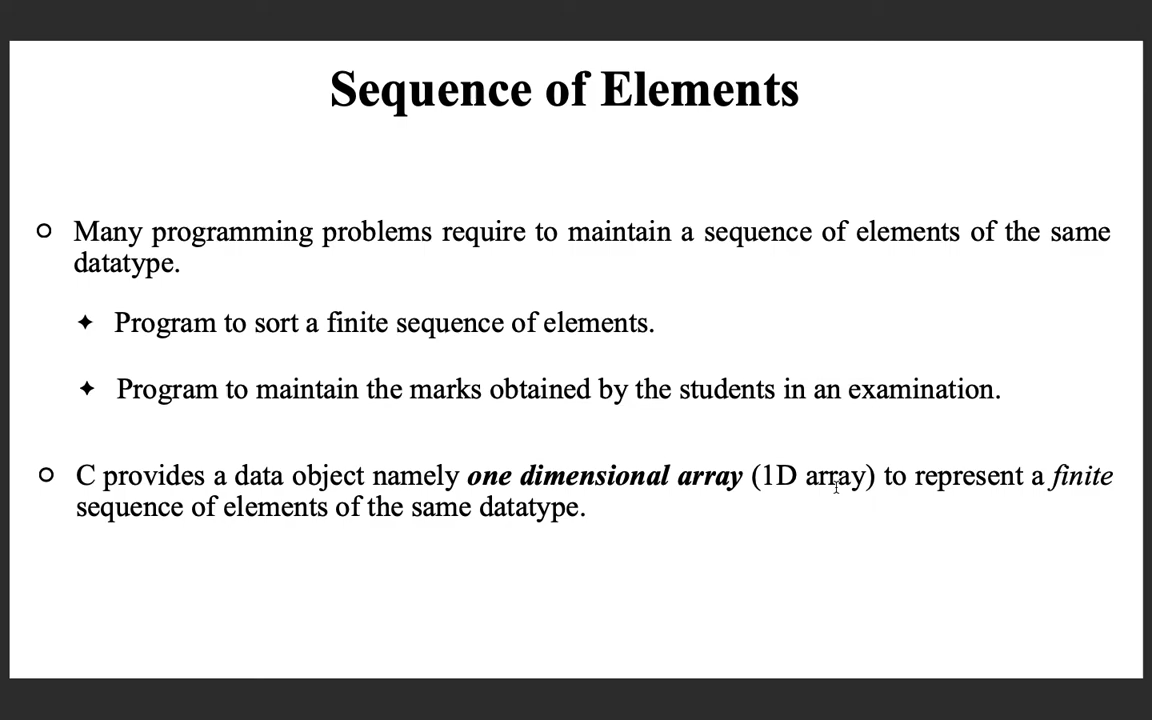 Sequence of Elements
Many programming problems require to maintain a sequence of elements of the same
datatype.
Program to sort a finite sequence of elements.
Program to maintain the marks obtained by the students in an examination.
C provides a data object namely one dimensional array (1D array) to represent a finite
sequence of elements of the same datatype.